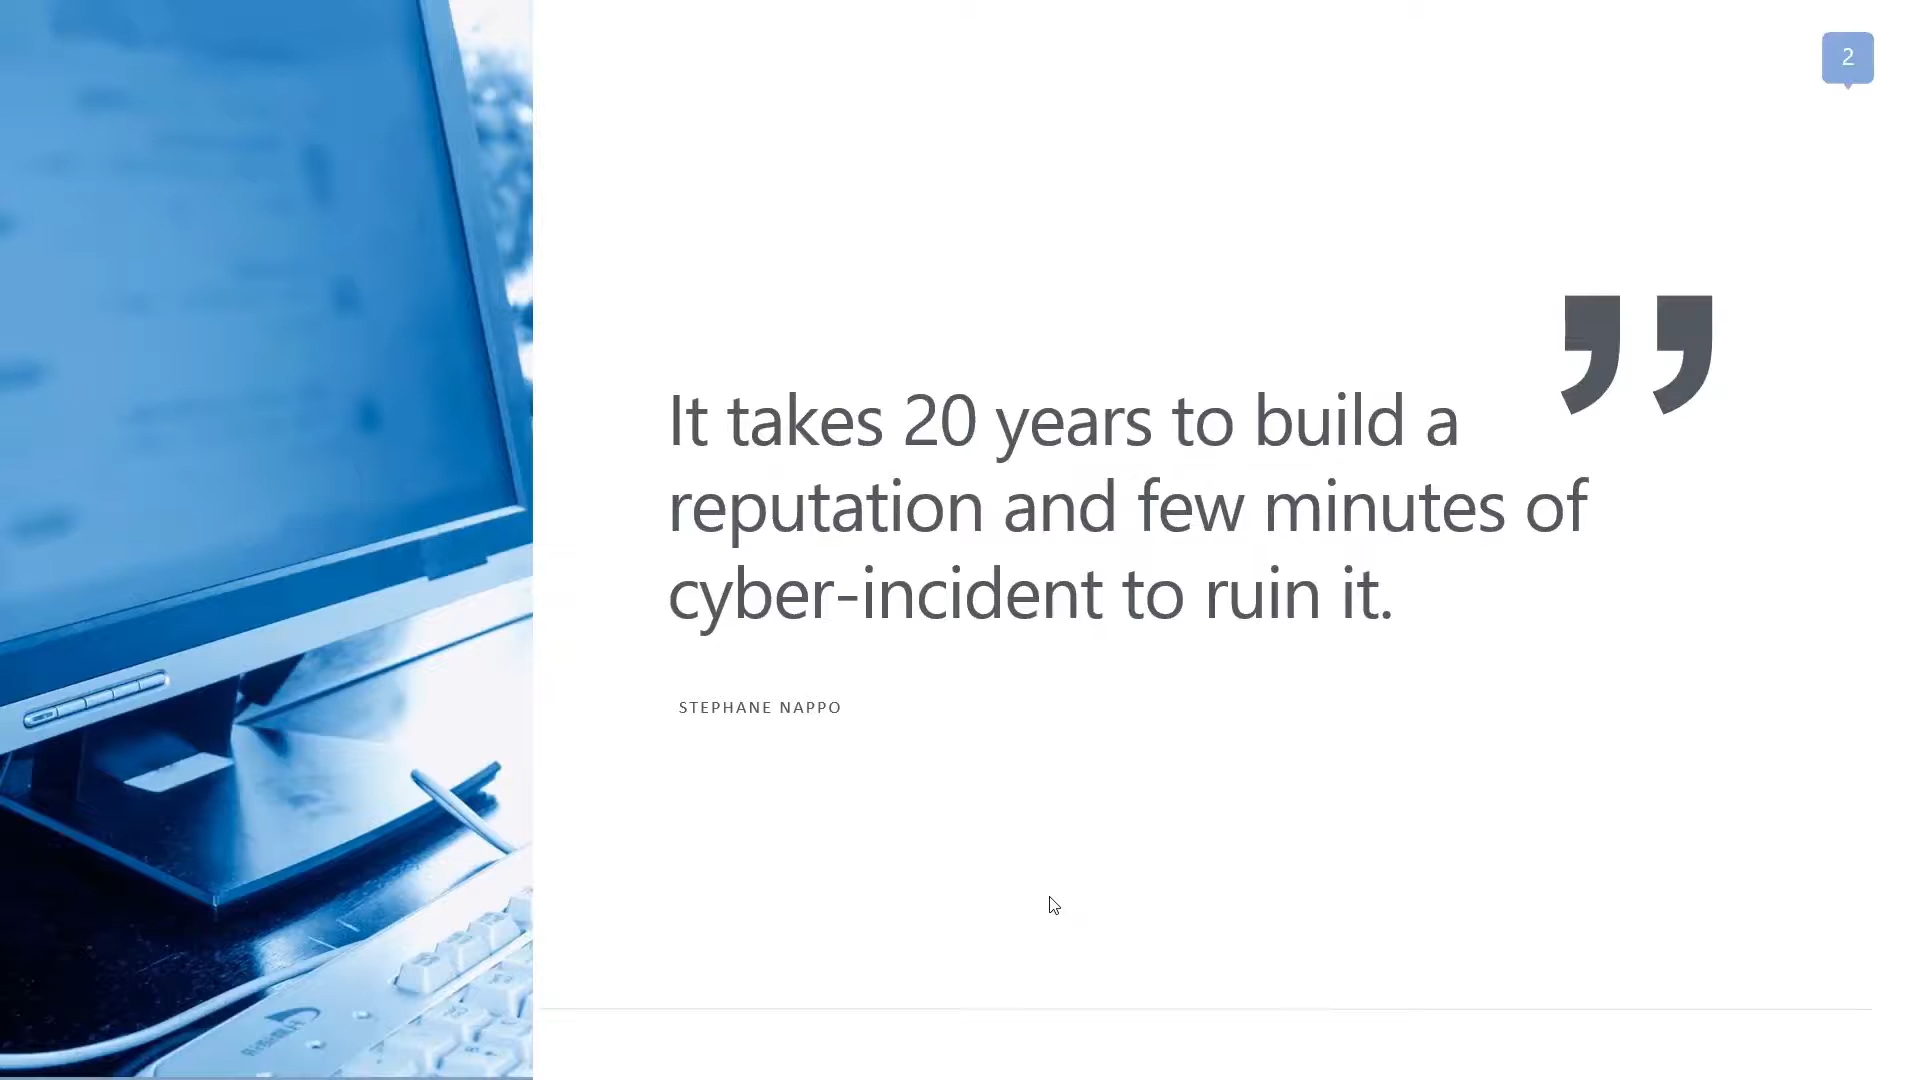 2
It takes 20 years to build a
reputation and few minutes of
cyber-incident to ruin it.
STEPHANE NAPPO